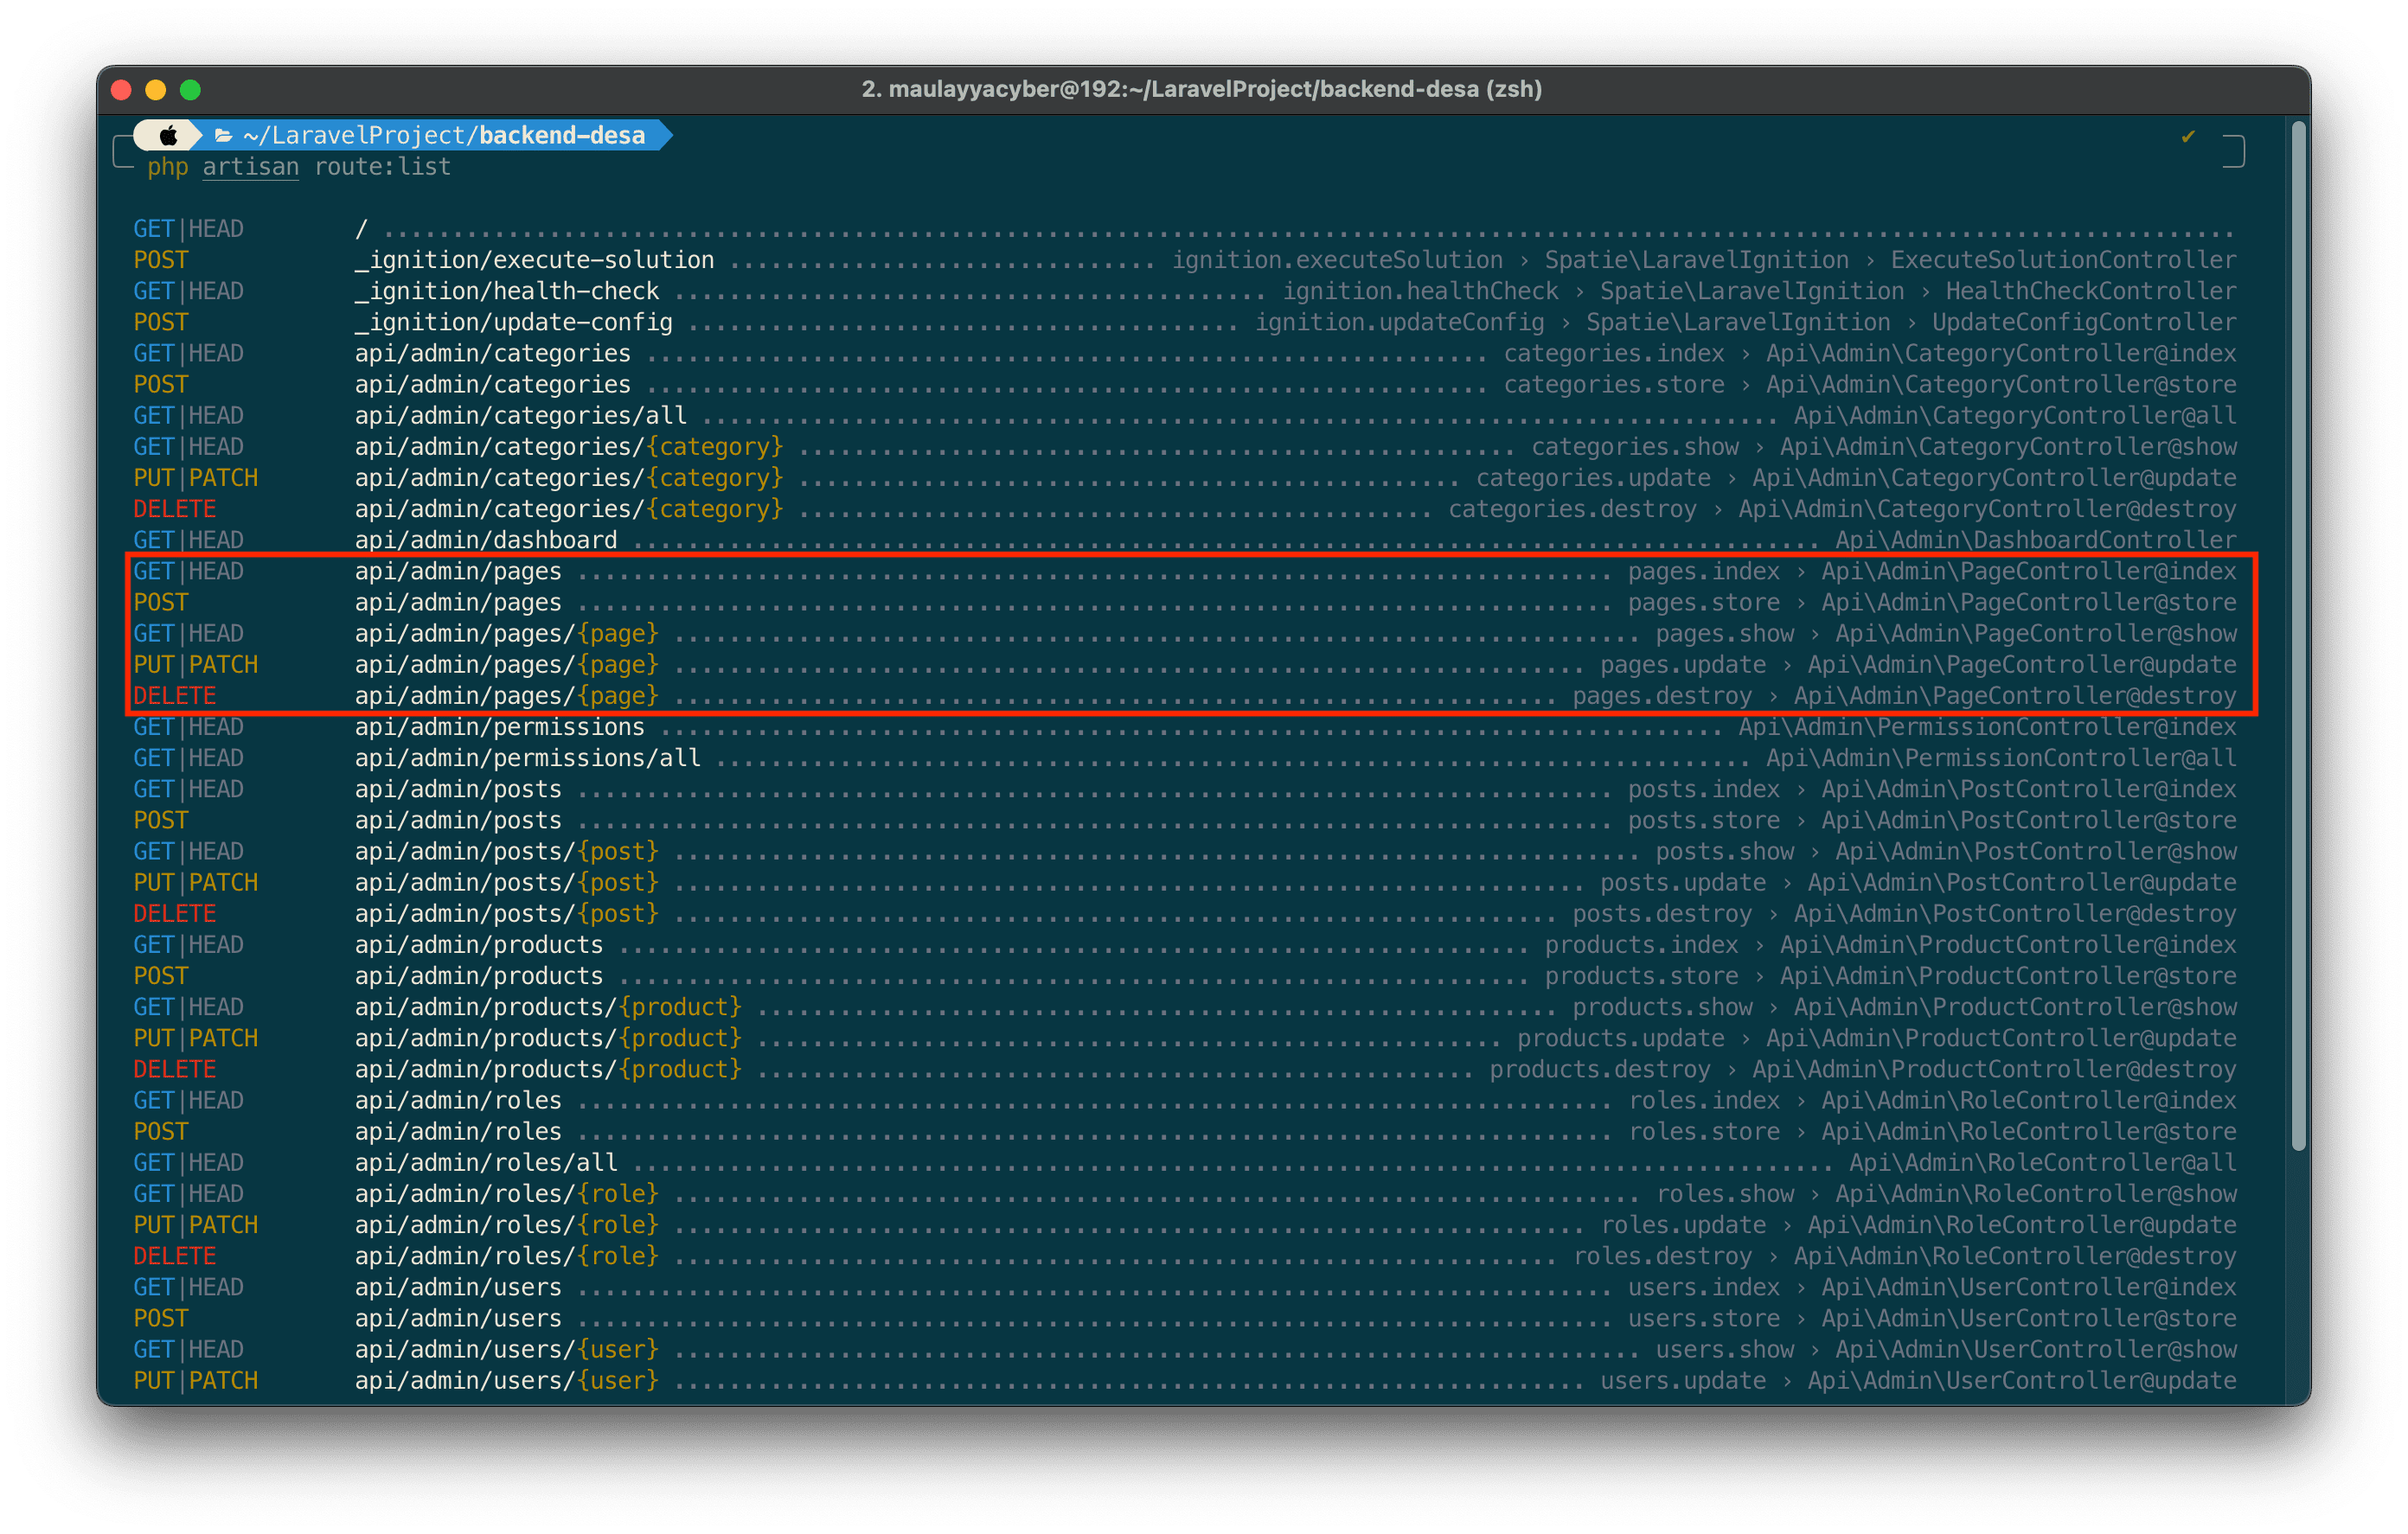 2. maulayyacyber@192:~/LaravelProject/backend-desa (zsh)
~/LaravelProject/backend-desa ✔
php artisan route:list
GET|HEAD / ........................................................................................................................................
POST _ignition/execute-solution ............................... ignition.executeSolution › Spatie\LaravelIgnition › ExecuteSolutionController
GET|HEAD _ignition/health-check ........................................... ignition.healthCheck › Spatie\LaravelIgnition › HealthCheckController
POST _ignition/update-config ........................................ ignition.updateConfig › Spatie\LaravelIgnition › UpdateConfigController
GET|HEAD api/admin/categories ............................................................. categories.index › Api\Admin\CategoryController@index
POST api/admin/categories ............................................................. categories.store › Api\Admin\CategoryController@store
GET|HEAD api/admin/categories/all .............................................................................. Api\Admin\CategoryController@all
GET|HEAD api/admin/categories/{category} .................................................... categories.show › Api\Admin\CategoryController@show
PUT|PATCH api/admin/categories/{category} ................................................ categories.update › Api\Admin\CategoryController@update
DELETE api/admin/categories/{category} .............................................. categories.destroy › Api\Admin\CategoryController@destroy
GET|HEAD api/admin/dashboard ...................................................................................... Api\Admin\DashboardController
GET|HEAD api/admin/pages ........................................................................... pages.index › Api\Admin\PageController@index
POST api/admin/pages ........................................................................... pages.store › Api\Admin\PageController@store
GET|HEAD api/admin/pages/{page} ...................................................................... pages.show › Api\Admin\PageController@show
PUT|PATCH api/admin/pages/{page} .................................................................. pages.update › Api\Admin\PageController@update
DELETE api/admin/pages/{page} ................................................................ pages.destroy › Api\Admin\PageController@destroy
GET|HEAD api/admin/permissions ............................................................................. Api\Admin\PermissionController@index
GET|HEAD api/admin/permissions/all ........................................................................... Api\Admin\PermissionController@all
GET|HEAD api/admin/posts ........................................................................... posts.index › Api\Admin\PostController@index
POST api/admin/posts ........................................................................... posts.store › Api\Admin\PostController@store
GET|HEAD api/admin/posts/{post} ...................................................................... posts.show › Api\Admin\PostController@show
PUT|PATCH api/admin/posts/{post} .................................................................. posts.update › Api\Admin\PostController@update
DELETE api/admin/posts/{post} ................................................................ posts.destroy › Api\Admin\PostController@destroy
GET|HEAD api/admin/products .................................................................. products.index › Api\Admin\ProductController@index
POST api/admin/products .................................................................. products.store › Api\Admin\ProductController@store
GET|HEAD api/admin/products/{product} ........................................................... products.show › Api\Admin\ProductController@show
PUT|PATCH api/admin/products/{product} ...................................................... products.update › Api\Admin\ProductController@update
DELETE api/admin/products/{product} .................................................... products.destroy › Api\Admin\ProductController@destroy
GET|HEAD api/admin/roles ........................................................................... roles.index › Api\Admin\RoleController@index
POST api/admin/roles ........................................................................... roles.store › Api\Admin\RoleController@store
GET|HEAD api/admin/roles/all ....................................................................................... Api\Admin\RoleController@all
GET|HEAD api/admin/roles/{role} ...................................................................... roles.show › Api\Admin\RoleController@show
PUT|PATCH api/admin/roles/{role} .................................................................. roles.update › Api\Admin\RoleController@update
DELETE api/admin/roles/{role} ................................................................ roles.destroy › Api\Admin\RoleController@destroy
GET|HEAD api/admin/users ........................................................................... users.index › Api\Admin\UserController@index
POST api/admin/users ........................................................................... users.store › Api\Admin\UserController@store
GET|HEAD api/admin/users/{user} ...................................................................... users.show › Api\Admin\UserController@show
PUT|PATCH api/admin/users/{user} .................................................................. users.update › Api\Admin\UserController@update